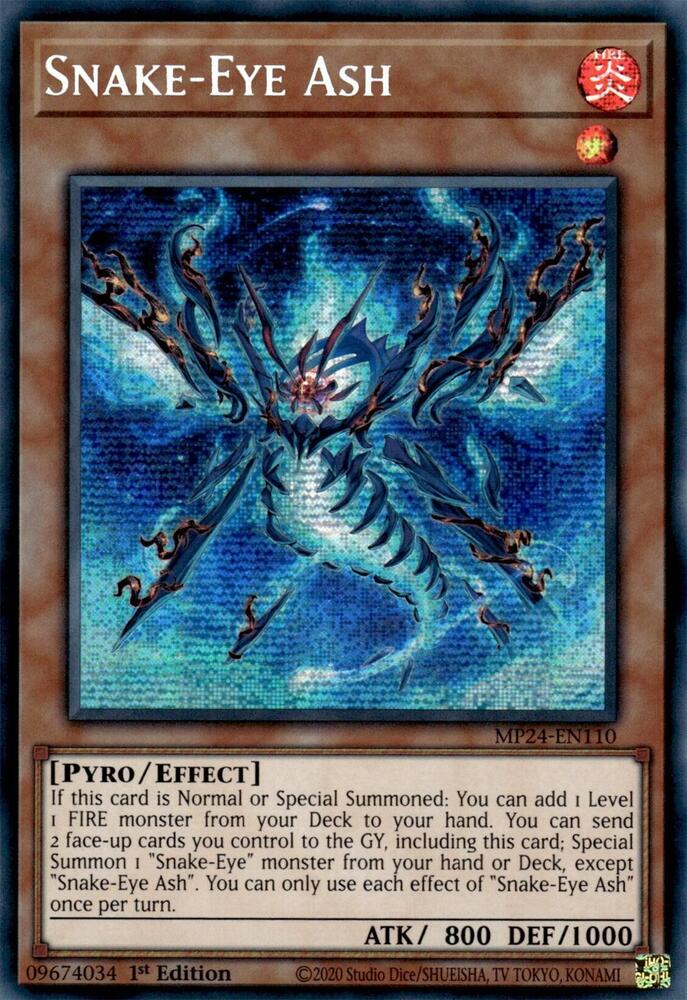 SNAKE-EYE ASH
FIRE
炎
MP24-EN110
[PYRO/EFFECT]
If this card is Normal or Special Summoned: You can add 1 Level
1 FIRE monster from your Deck to your hand. You can send
2 face-up cards you control to the GY, including this card; Special
Summon 1 "Snake-Eye" monster from your hand or Deck, except
"Snake-Eye Ash". You can only use each effect of "Snake-Eye Ash"
once per turn.
ATK/ 800 DEF/1000
09674034 1st Edition ©2020 Studio Dice/SHUEISHA, TV TOKYO, KONAMI